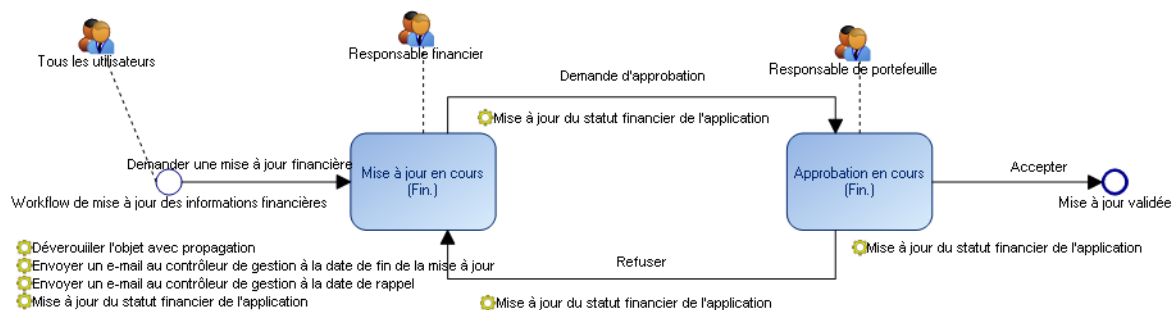 Tous les utilisateurs
Responsable financier
Responsable de portefeuille
Demande d'approbation
Mise à jour du statut financier de l'application
Demander une mise à jour financière
Mise à jour en cours
(Fin.)
Approbation en cours
(Fin.)
Accepter
Workflow de mise à jour des informations financières
Mise à jour validée
Déverouiller l'objet avec propagation
Envoyer un e-mail au contrôleur de gestion à la date de fin de la mise à jour
Envoyer un e-mail au contrôleur de gestion à la date de rappel
Mise à jour du statut financier de l'application
Refuser
Mise à jour du statut financier de l'application
Mise à jour du statut financier de l'application